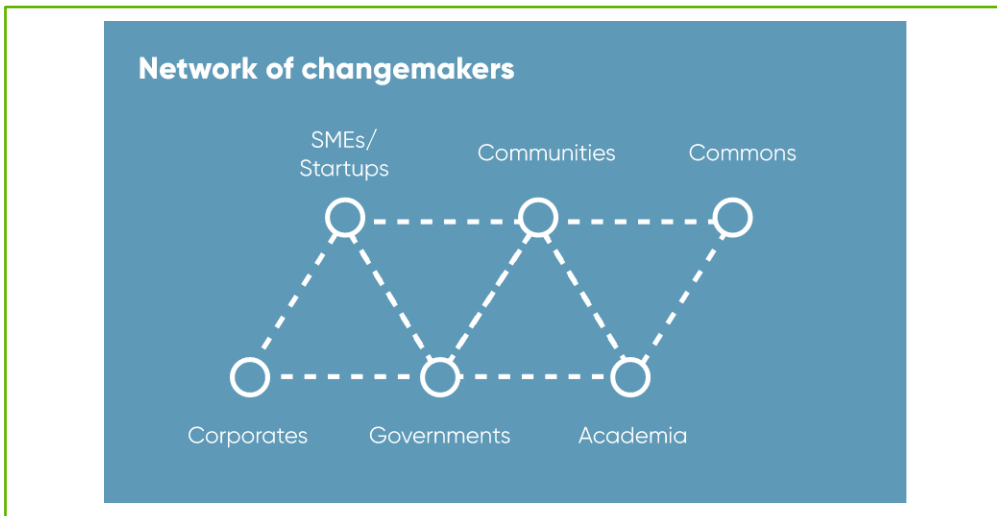 Network of changemakers
SMEs/
Startups
Communities
Commons
Corporates
Governments
Academia